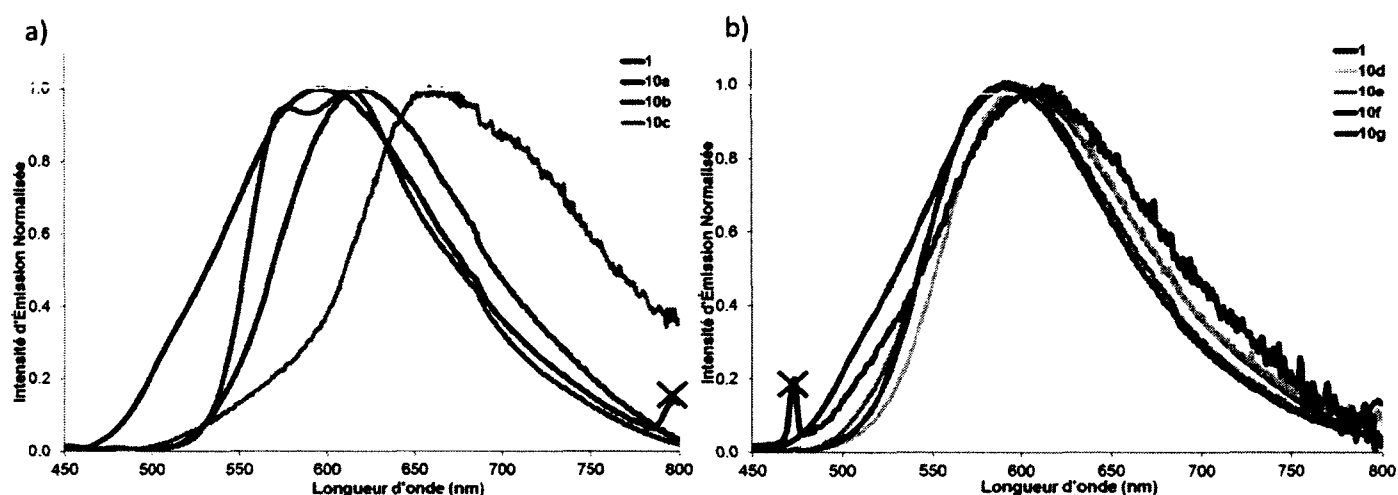 a)
1
10a
10b
10c
Intensité d'Émission Normalisée
1.0
0.8
0.6
0.4
0.2
0.0
450 500 550 600 650 700 750 800
Longueur d'onde (nm)
b)
1
10d
10e
10f
10g
Intensité d'Émission Normalisée
1.0
0.8
0.6
0.4
0.2
0.0
450 500 550 600 650 700 750 800
Longueur d'onde (nm)